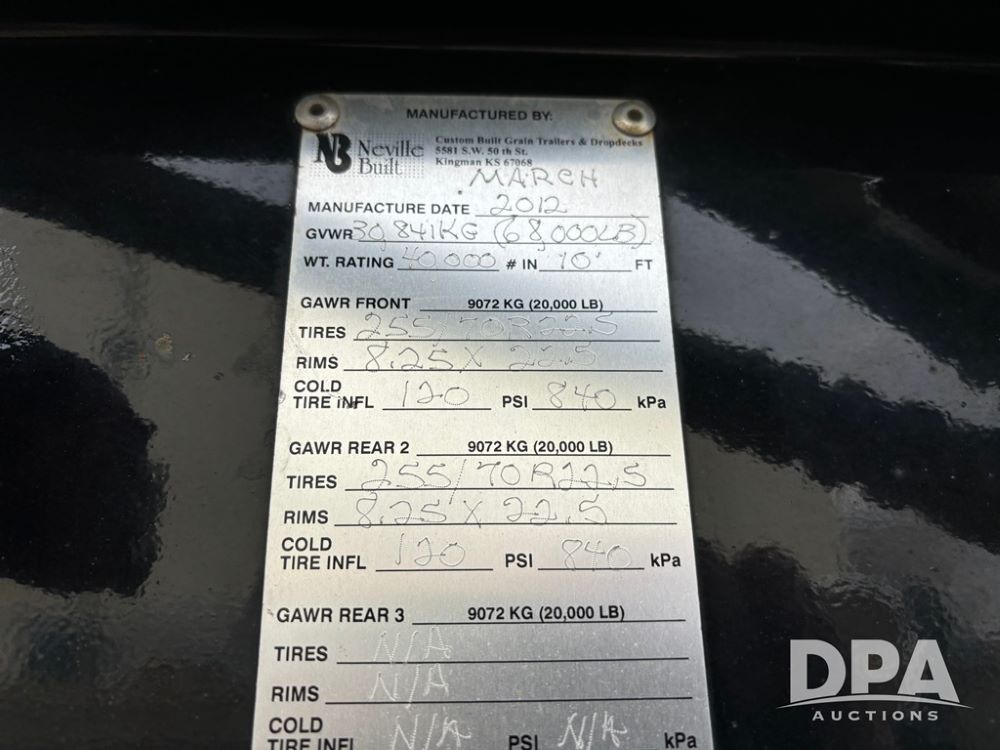 MANUFACTURED BY:
NB Neville Built
Custom Built Grain Trailers & Dropdecks
5581 S.W. 50 th St.
Kingman KS 67068
MARCH
MANUFACTURE DATE 2012
GVWR 30,841KG (68,000LB)
WT. RATING 40000 # IN 10' FT
GAWR FRONT 9072 KG (20,000 LB)
TIRES 255/70R22.5
RIMS 8.25 X 22.5
COLD
TIRE INFL 120 PSI 840 kPa
GAWR REAR 2 9072 KG (20,000 LB)
TIRES 255/70R22.5
RIMS 8.25 X 22.5
COLD
TIRE INFL 120 PSI 840 kPa
GAWR REAR 3 9072 KG (20,000 LB)
TIRES N/A
RIMS N/A
COLD
TIRE INFL N/A PSI N/A kPa
DPA
AUCTIONS